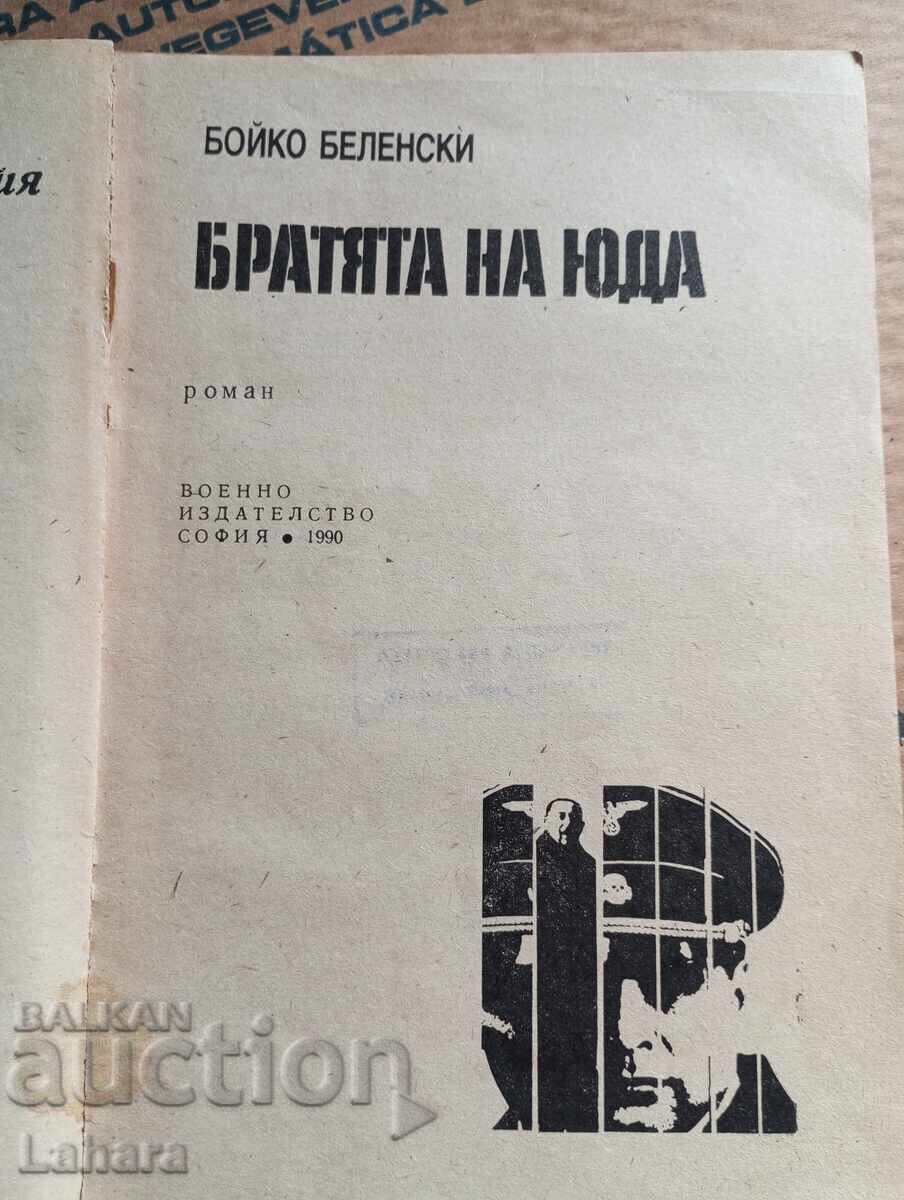 БОЙКО БЕЛЕНСКИ
БРАТЯТА НА ЮДА
роман
ВОЕННО
ИЗДАТЕЛСТВО
СОФИЯ • 1990
BALKAN
auction
Lahara